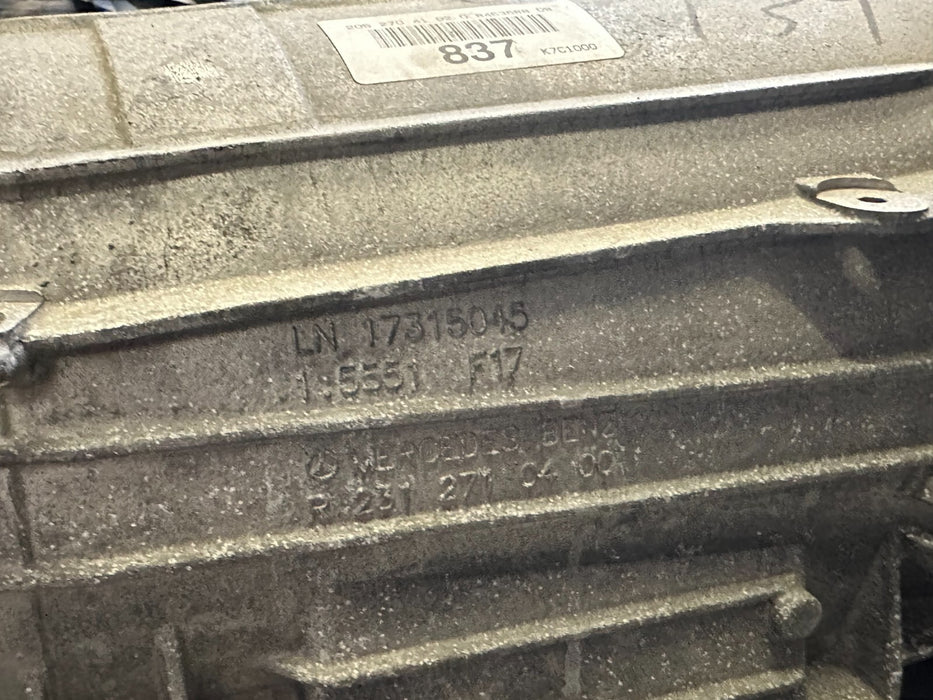 837 K7C1000
LN 17315045
1:5551 F17
MERCEDES BENZ
R 231 271 04 00